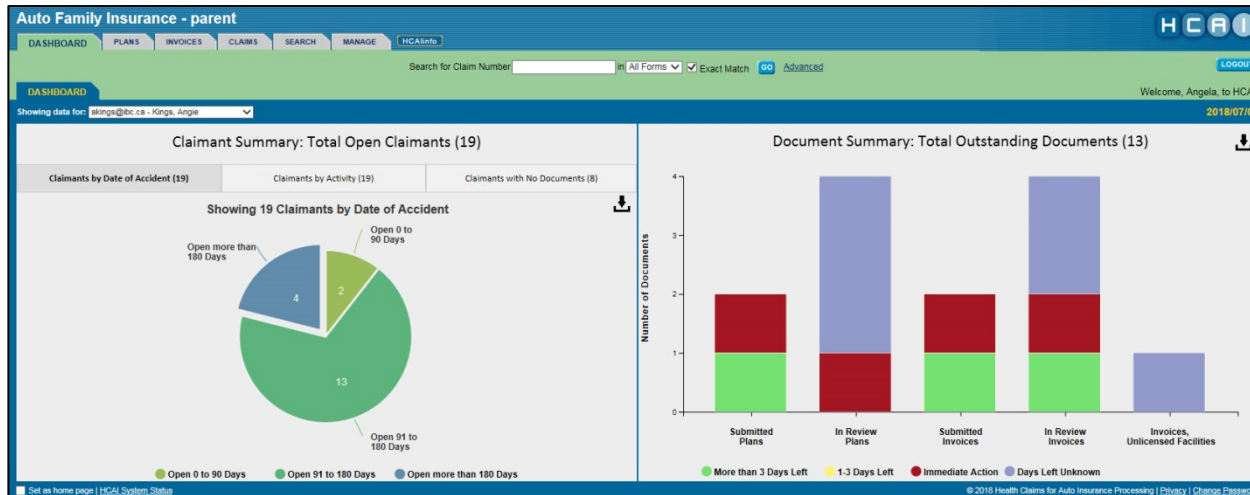 Auto Family Insurance - parent
HCAI
DASHBOARD PLANS INVOICES CLAIMS SEARCH MANAGE HCAIinfo
Search for Claim Number in All Forms Exact Match GO Advanced
LOGOUT
DASHBOARD
Welcome, Angela, to HCA
Showing data for: akings@ibc.ca - Kings, Angie
2018/07/0
Claimant Summary: Total Open Claimants (19)
Claimants by Date of Accident (19) Claimants by Activity (19) Claimants with No Documents (8)
Showing 19 Claimants by Date of Accident
Open 0 to
90 Days
Open more than
180 Days
4
2
13
Open 91 to
180 Days
Open 0 to 90 Days Open 91 to 180 Days Open more than 180 Days
Document Summary: Total Outstanding Documents (13)
Number of Documents
4
3
2
1
0
Submitted
Plans
In Review
Plans
Submitted
Invoices
In Review
Invoices
Invoices,
Unlicensed Facilities
More than 3 Days Left 1-3 Days Left Immediate Action Days Left Unknown
Set as home page | HCAI System Status
© 2018 Health Claims for Auto Insurance Processing | Privacy | Change Passwo